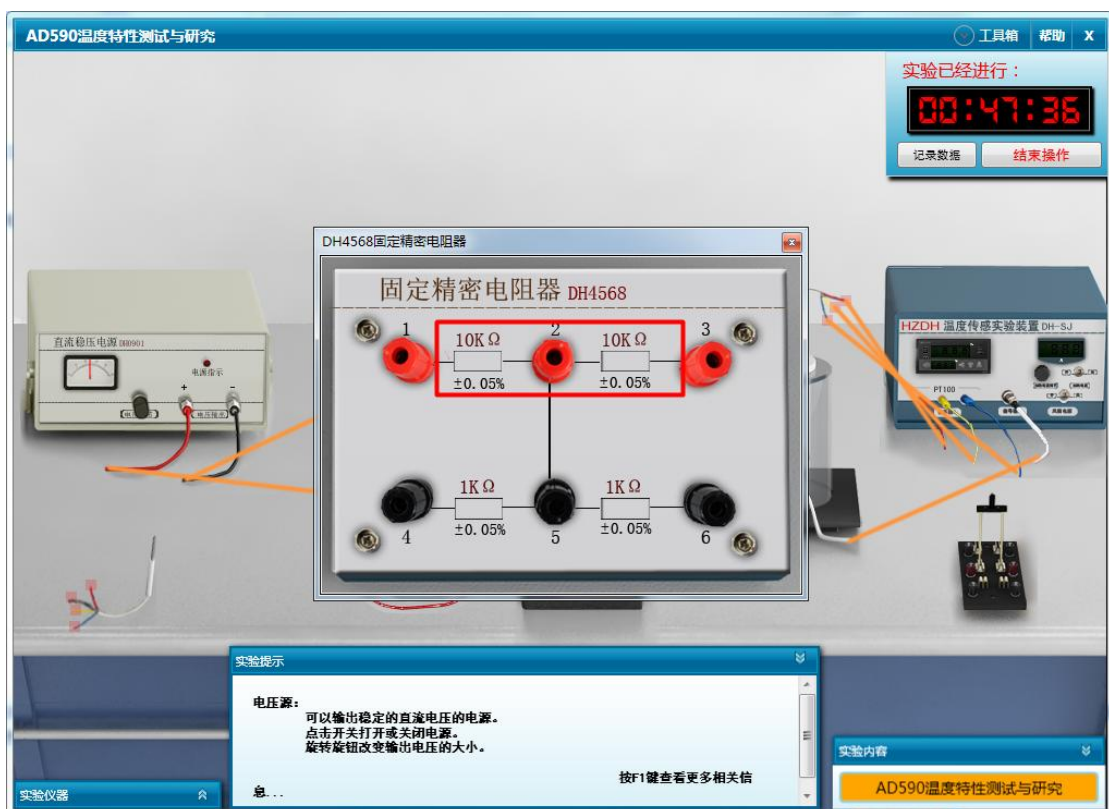 AD590温度特性测试与研究
工具箱 帮助 X
实验已经进行：
00:47:36
记录数据 结束操作
DH4568固定精密电阻器
固定精密电阻器 DH4568
1 2 3
10KΩ 10KΩ
±0.05% ±0.05%
1KΩ 1KΩ
±0.05% ±0.05%
4 5 6
直流稳压电源 DH0901
电源指示
+ -
电压输出
HZDH 温度传感实验装置 DH-SJ
PT100
实验提示
电压源：
可以输出稳定的直流电压的电源。
点击开关打开或关闭电源。
旋转旋钮改变输出电压的大小。
按F1键查看更多相关信
息...
实验仪器
实验内容
AD590温度特性测试与研究